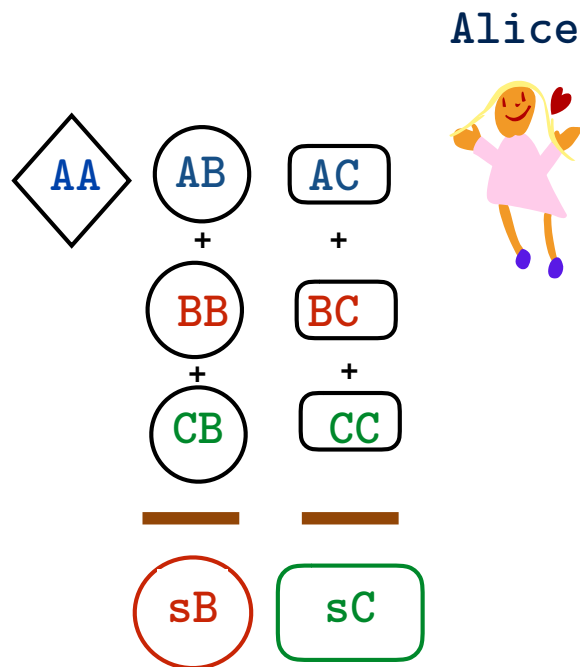 Alice
AA AB AC
+ +
BB BC
+ +
CB CC
sB sC